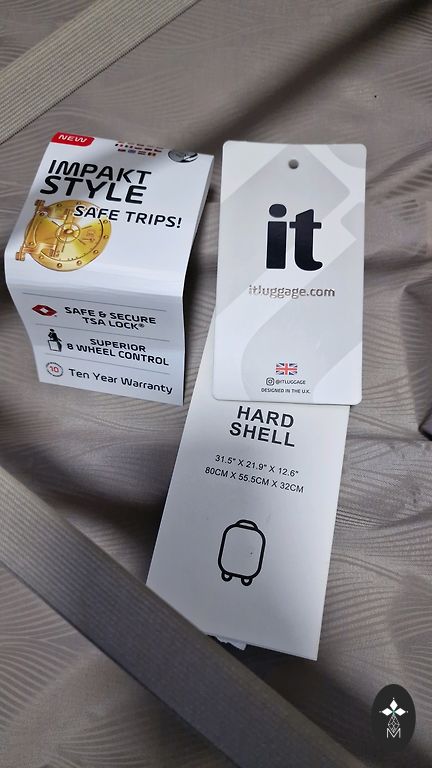 NEW
IMPAKT
STYLE
SAFE TRIPS!
SAFE & SECURE
TSA LOCK®
SUPERIOR
8 WHEEL CONTROL
10
Ten Year Warranty
it
itluggage.com
@ITLUGGAGE
DESIGNED IN THE U.K.
HARD
SHELL
31.5" X 21.9" X 12.6"
80CM X 55.5CM X 32CM
M